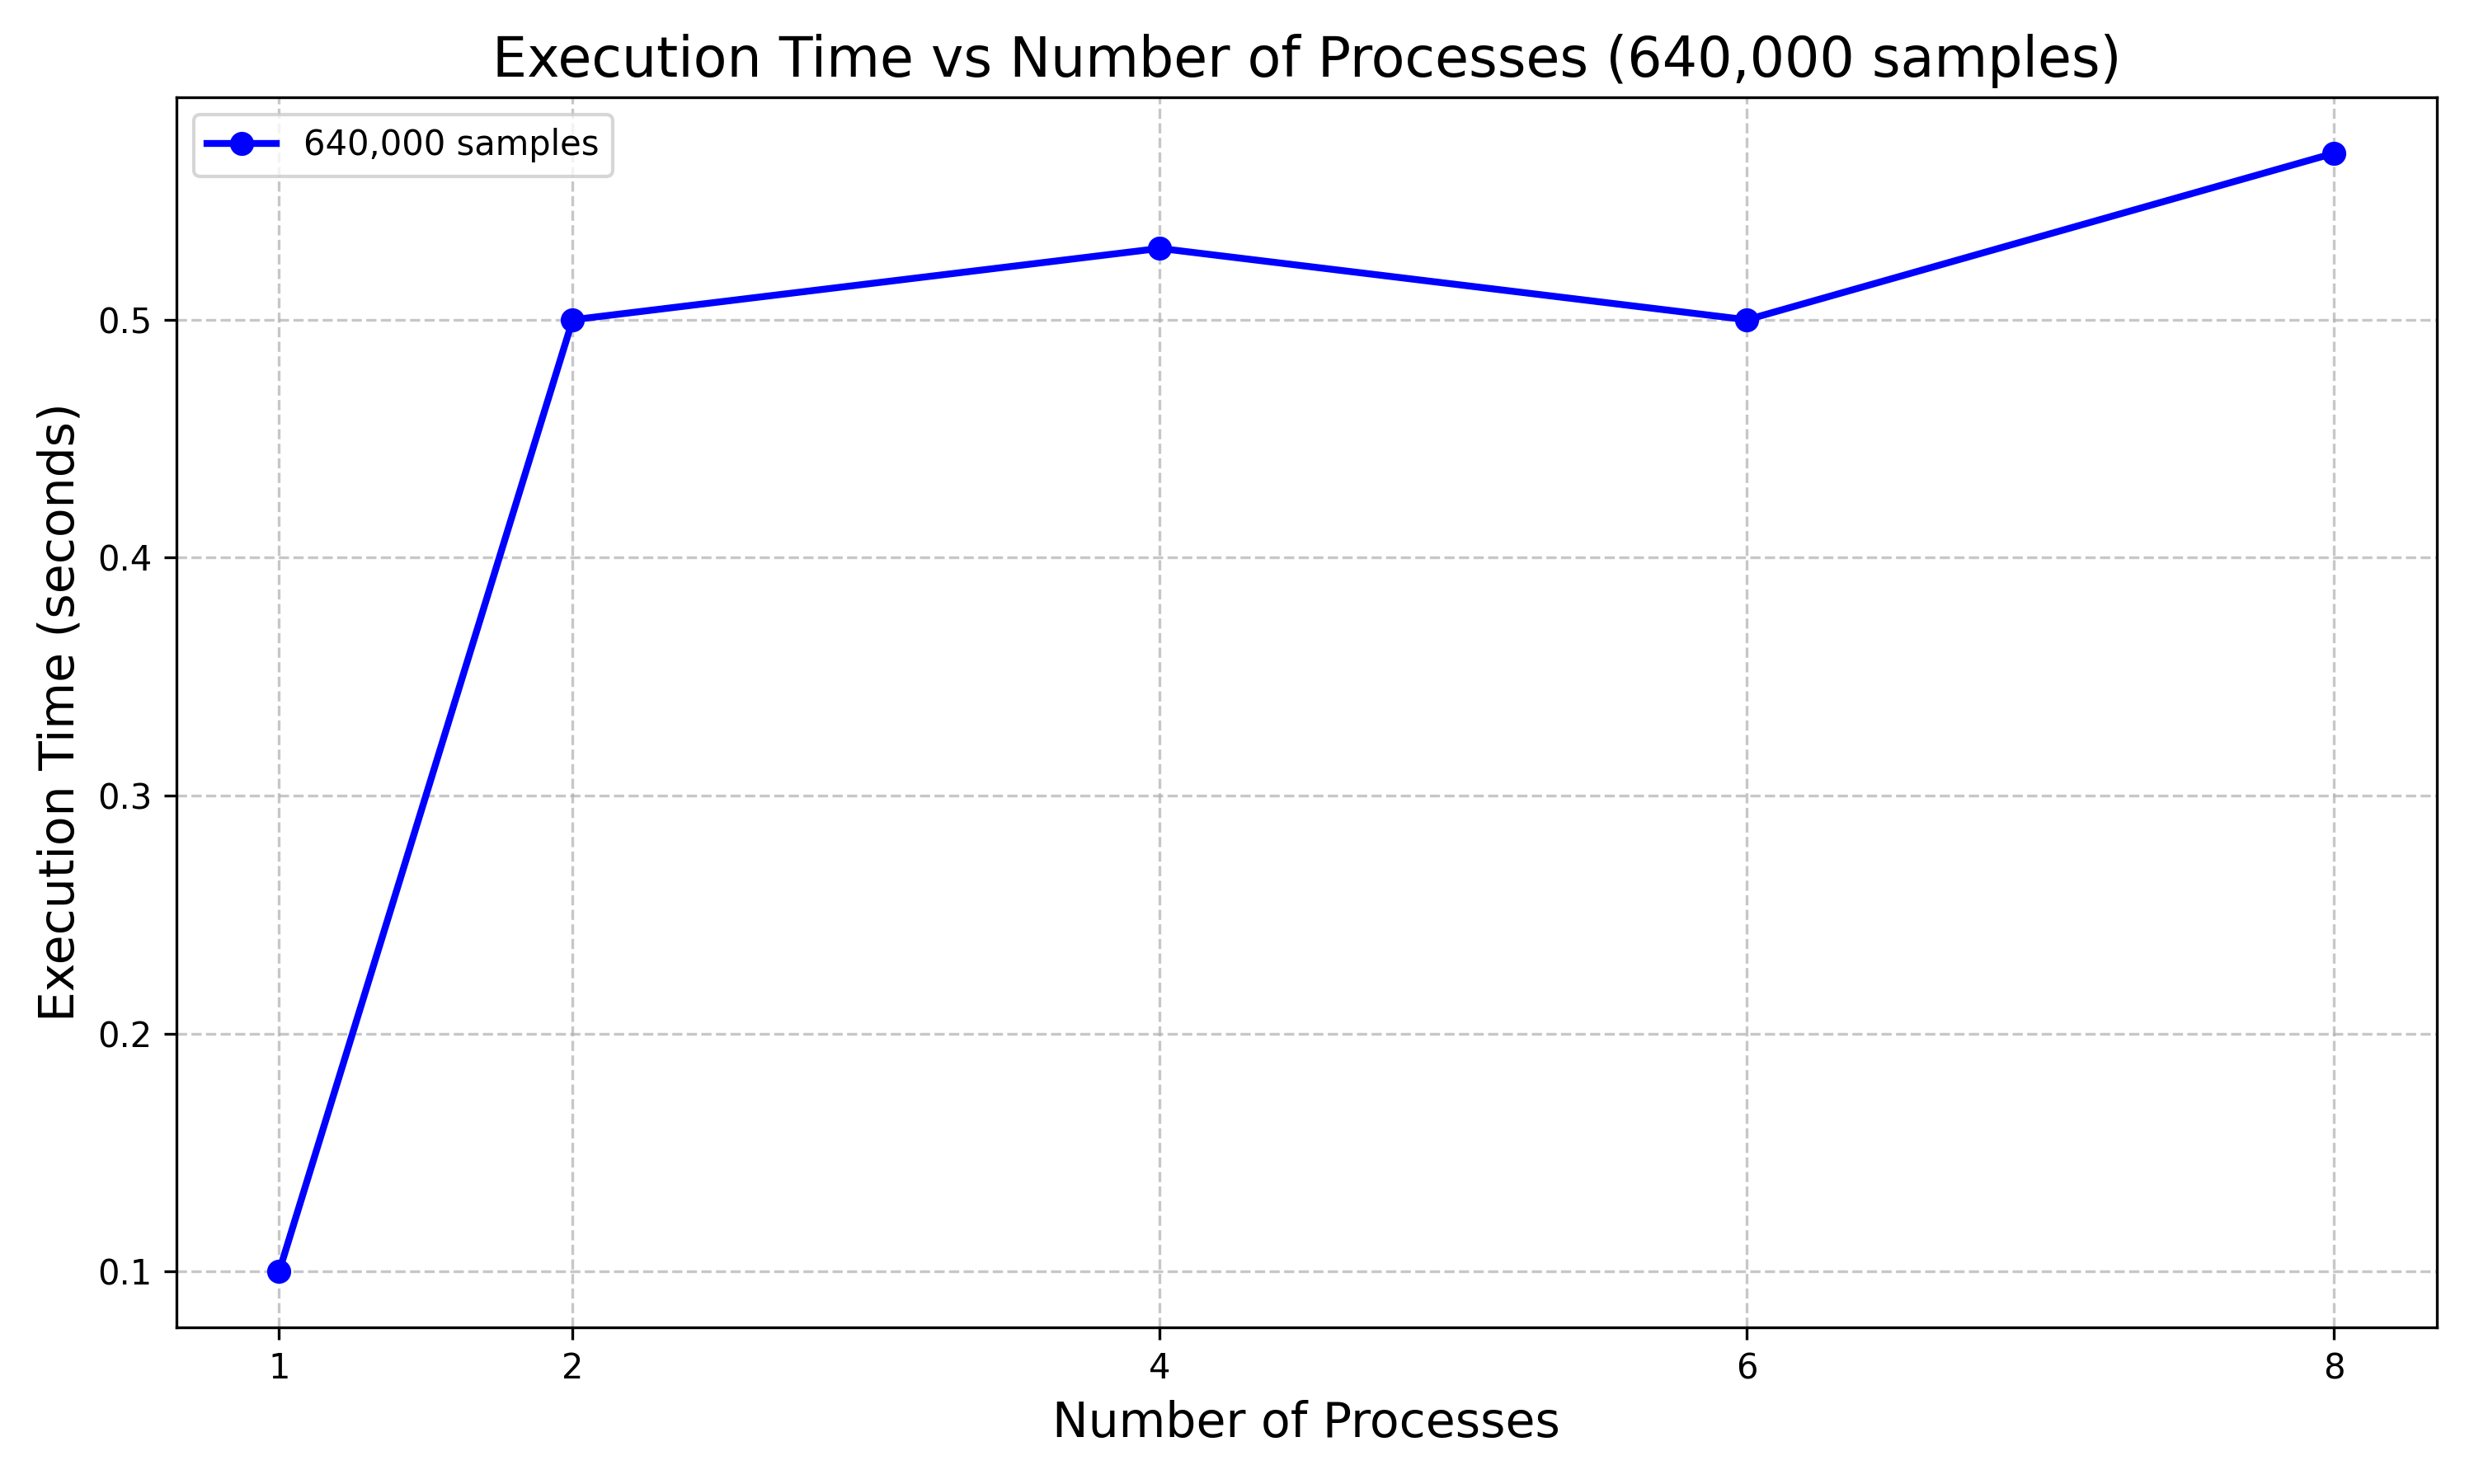 Execution Time vs Number of Processes (640,000 samples)
640,000 samples
Execution Time (seconds)
0.5
0.4
0.3
0.2
0.1
1 2 4 6 8
Number of Processes